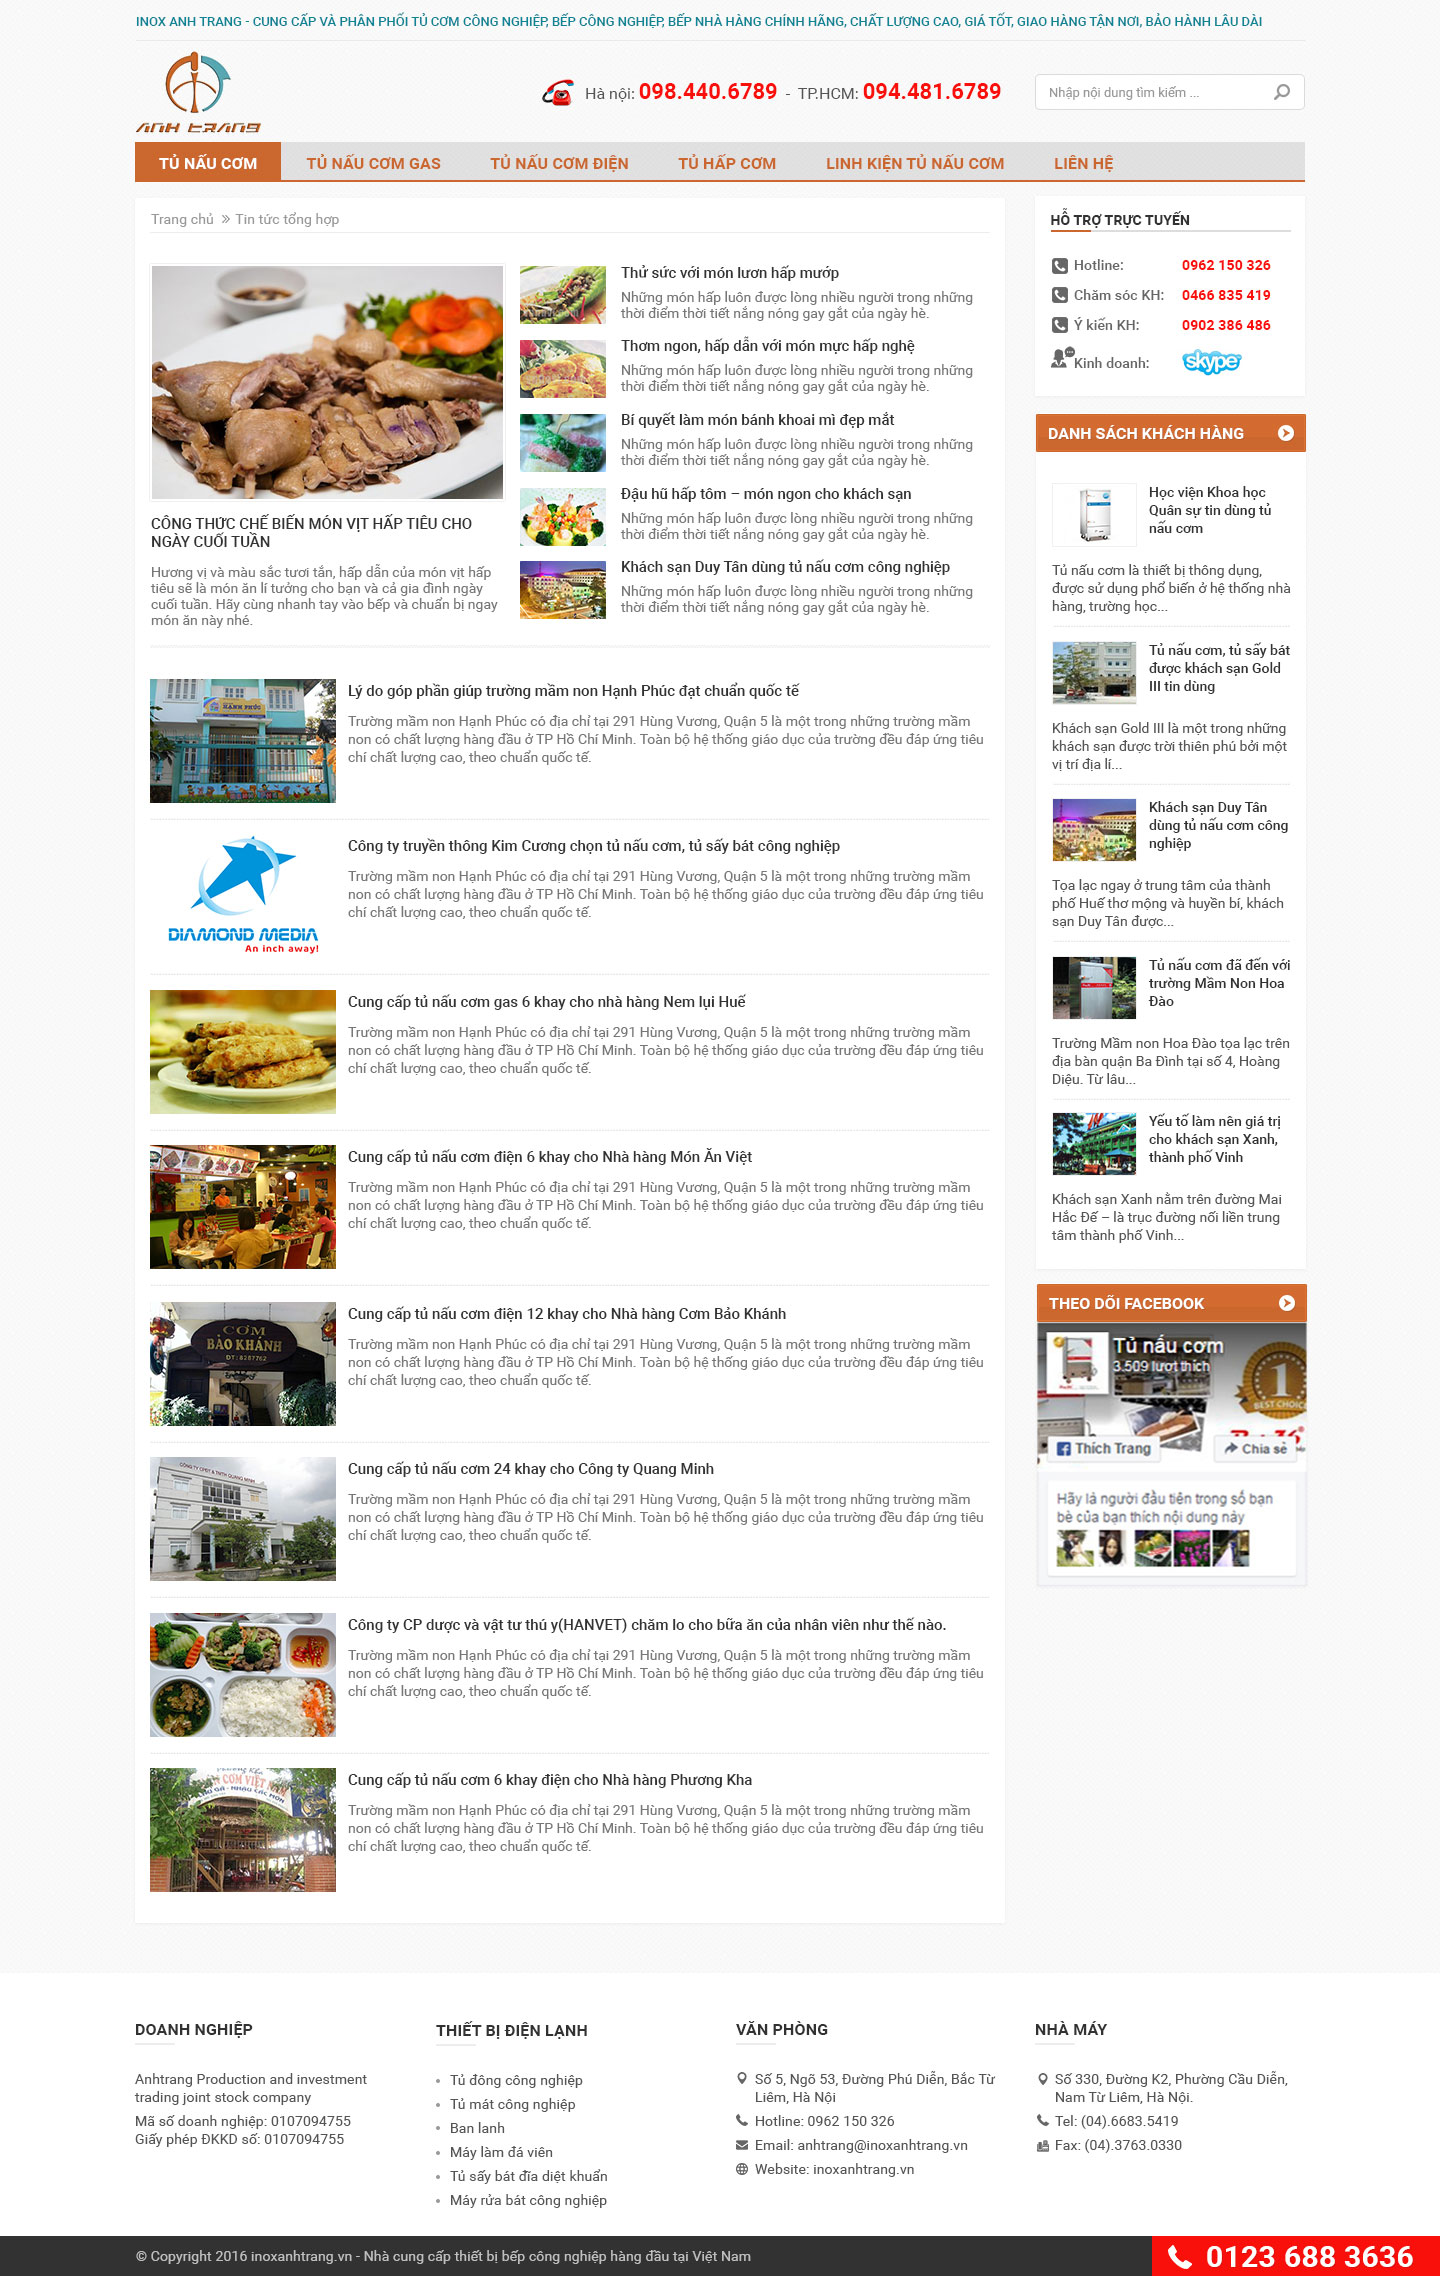 INOX ANH TRANG - CUNG CẤP VÀ PHÂN PHỐI TỦ CƠM CÔNG NGHIỆP, BẾP CÔNG NGHIỆP, BẾP NHÀ HÀNG CHÍNH HÃNG, CHẤT LƯỢNG CAO, GIÁ TỐT, GIAO HÀNG TẬN NƠI, BẢO HÀNH LÂU DÀI
ANH TRANG
Hà nội: 098.440.6789 - TP.HCM: 094.481.6789
Nhập nội dung tìm kiếm ...
TỦ NẤU CƠM TỦ NẤU CƠM GAS TỦ NẤU CƠM ĐIỆN TỦ HẤP CƠM LINH KIỆN TỦ NẤU CƠM LIÊN HỆ
Trang chủ » Tin tức tổng hợp
CÔNG THỨC CHẾ BIẾN MÓN VỊT HẤP TIÊU CHO
NGÀY CUỐI TUẦN
Hương vị và màu sắc tươi tắn, hấp dẫn của món vịt hấp
tiêu sẽ là món ăn lí tưởng cho bạn và cả gia đình ngày
cuối tuần. Hãy cùng nhanh tay vào bếp và chuẩn bị ngay
món ăn này nhé.
Thử sức với món lươn hấp mướp
Những món hấp luôn được lòng nhiều người trong những
thời điểm thời tiết nắng nóng gay gắt của ngày hè.
Thơm ngon, hấp dẫn với món mực hấp nghệ
Những món hấp luôn được lòng nhiều người trong những
thời điểm thời tiết nắng nóng gay gắt của ngày hè.
Bí quyết làm món bánh khoai mì đẹp mắt
Những món hấp luôn được lòng nhiều người trong những
thời điểm thời tiết nắng nóng gay gắt của ngày hè.
Đậu hũ hấp tôm – món ngon cho khách sạn
Những món hấp luôn được lòng nhiều người trong những
thời điểm thời tiết nắng nóng gay gắt của ngày hè.
Khách sạn Duy Tân dùng tủ nấu cơm công nghiệp
Những món hấp luôn được lòng nhiều người trong những
thời điểm thời tiết nắng nóng gay gắt của ngày hè.
HẠNH PHÚC
Lý do góp phần giúp trường mầm non Hạnh Phúc đạt chuẩn quốc tế
Trường mầm non Hạnh Phúc có địa chỉ tại 291 Hùng Vương, Quận 5 là một trong những trường mầm
non có chất lượng hàng đầu ở TP Hồ Chí Minh. Toàn bộ hệ thống giáo dục của trường đều đáp ứng tiêu
chí chất lượng cao, theo chuẩn quốc tế.
DIAMOND MEDIA
An inch away!
Công ty truyền thông Kim Cương chọn tủ nấu cơm, tủ sấy bát công nghiệp
Trường mầm non Hạnh Phúc có địa chỉ tại 291 Hùng Vương, Quận 5 là một trong những trường mầm
non có chất lượng hàng đầu ở TP Hồ Chí Minh. Toàn bộ hệ thống giáo dục của trường đều đáp ứng tiêu
chí chất lượng cao, theo chuẩn quốc tế.
Cung cấp tủ nấu cơm gas 6 khay cho nhà hàng Nem lụi Huế
Trường mầm non Hạnh Phúc có địa chỉ tại 291 Hùng Vương, Quận 5 là một trong những trường mầm
non có chất lượng hàng đầu ở TP Hồ Chí Minh. Toàn bộ hệ thống giáo dục của trường đều đáp ứng tiêu
chí chất lượng cao, theo chuẩn quốc tế.
Cung cấp tủ nấu cơm điện 6 khay cho Nhà hàng Món Ăn Việt
Trường mầm non Hạnh Phúc có địa chỉ tại 291 Hùng Vương, Quận 5 là một trong những trường mầm
non có chất lượng hàng đầu ở TP Hồ Chí Minh. Toàn bộ hệ thống giáo dục của trường đều đáp ứng tiêu
chí chất lượng cao, theo chuẩn quốc tế.
CƠM
BẢO KHÁNH
ĐT: 8287762
Cung cấp tủ nấu cơm điện 12 khay cho Nhà hàng Cơm Bảo Khánh
Trường mầm non Hạnh Phúc có địa chỉ tại 291 Hùng Vương, Quận 5 là một trong những trường mầm
non có chất lượng hàng đầu ở TP Hồ Chí Minh. Toàn bộ hệ thống giáo dục của trường đều đáp ứng tiêu
chí chất lượng cao, theo chuẩn quốc tế.
Cung cấp tủ nấu cơm 24 khay cho Công ty Quang Minh
Trường mầm non Hạnh Phúc có địa chỉ tại 291 Hùng Vương, Quận 5 là một trong những trường mầm
non có chất lượng hàng đầu ở TP Hồ Chí Minh. Toàn bộ hệ thống giáo dục của trường đều đáp ứng tiêu
chí chất lượng cao, theo chuẩn quốc tế.
Công ty CP dược và vật tư thú y(HANVET) chăm lo cho bữa ăn của nhân viên như thế nào.
Trường mầm non Hạnh Phúc có địa chỉ tại 291 Hùng Vương, Quận 5 là một trong những trường mầm
non có chất lượng hàng đầu ở TP Hồ Chí Minh. Toàn bộ hệ thống giáo dục của trường đều đáp ứng tiêu
chí chất lượng cao, theo chuẩn quốc tế.
CƠM VIỆT NAM
Cung cấp tủ nấu cơm 6 khay điện cho Nhà hàng Phương Kha
Trường mầm non Hạnh Phúc có địa chỉ tại 291 Hùng Vương, Quận 5 là một trong những trường mầm
non có chất lượng hàng đầu ở TP Hồ Chí Minh. Toàn bộ hệ thống giáo dục của trường đều đáp ứng tiêu
chí chất lượng cao, theo chuẩn quốc tế.
HỖ TRỢ TRỰC TUYẾN
Hotline: 0962 150 326
Chăm sóc KH: 0466 835 419
Ý kiến KH: 0902 386 486
Kinh doanh: skype
DANH SÁCH KHÁCH HÀNG
Học viện Khoa học
Quân sự tin dùng tủ
nấu cơm
Tủ nấu cơm là thiết bị thông dụng,
được sử dụng phổ biến ở hệ thống nhà
hàng, trường học...
Tủ nấu cơm, tủ sấy bát
được khách sạn Gold
III tin dùng
Khách sạn Gold III là một trong những
khách sạn được trời thiên phú bởi một
vị trí địa lí...
Khách sạn Duy Tân
dùng tủ nấu cơm công
nghiệp
Tọa lạc ngay ở trung tâm của thành
phố Huế thơ mộng và huyền bí, khách
sạn Duy Tân được...
Tủ nấu cơm đã đến với
trường Mầm Non Hoa
Đào
Trường Mầm non Hoa Đào tọa lạc trên
địa bàn quận Ba Đình tại số 4, Hoàng
Diệu. Từ lâu...
Yếu tố làm nên giá trị
cho khách sạn Xanh,
thành phố Vinh
Khách sạn Xanh nằm trên đường Mai
Hắc Đế – là trục đường nối liền trung
tâm thành phố Vinh...
THEO DÕI FACEBOOK
Tủ nấu cơm
3.509 lượt thích
1
BEST CHOICE
Thích Trang
Chia sẻ
Hãy là người đầu tiên trong số bạn
bè của bạn thích nội dung này
DOANH NGHIỆP
Anhtrang Production and investment
trading joint stock company
Mã số doanh nghiệp: 0107094755
Giấy phép ĐKKD số: 0107094755
THIẾT BỊ ĐIỆN LẠNH
Tủ đông công nghiệp
Tủ mát công nghiệp
Ban lanh
Máy làm đá viên
Tủ sấy bát đĩa diệt khuẩn
Máy rửa bát công nghiệp
VĂN PHÒNG
Số 5, Ngõ 53, Đường Phú Diễn, Bắc Từ
Liêm, Hà Nội
Hotline: 0962 150 326
Email: anhtrang@inoxanhtrang.vn
Website: inoxanhtrang.vn
NHÀ MÁY
Số 330, Đường K2, Phường Cầu Diễn,
Nam Từ Liêm, Hà Nội.
Tel: (04).6683.5419
Fax: (04).3763.0330
© Copyright 2016 inoxanhtrang.vn - Nhà cung cấp thiết bị bếp công nghiệp hàng đầu tại Việt Nam
0123 688 3636